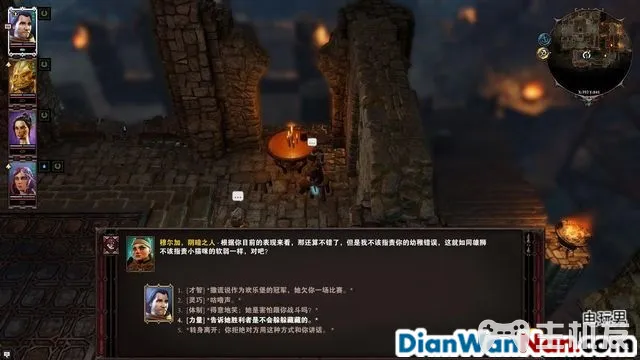 穆尔加，阴暗之人 - 根据你目前的表现来看，那还算不错了，但是我不该指责你的幼稚错误，这就如同雄狮
不该指责小猫咪的软弱一样，对吧？
1. [才智] *撒谎说作为欢乐堡的冠军，她欠你一场比赛。*
2. [灵巧] *咕噜声。*
3. [体制] *得意地笑；她是害怕跟你战斗吗？*
4. [力量] *告诉她胜利者是不会躲躲藏藏的。*
5. *转身离开；你拒绝对方用这种方式和你讲话。*
电玩男
DianWanNan.com